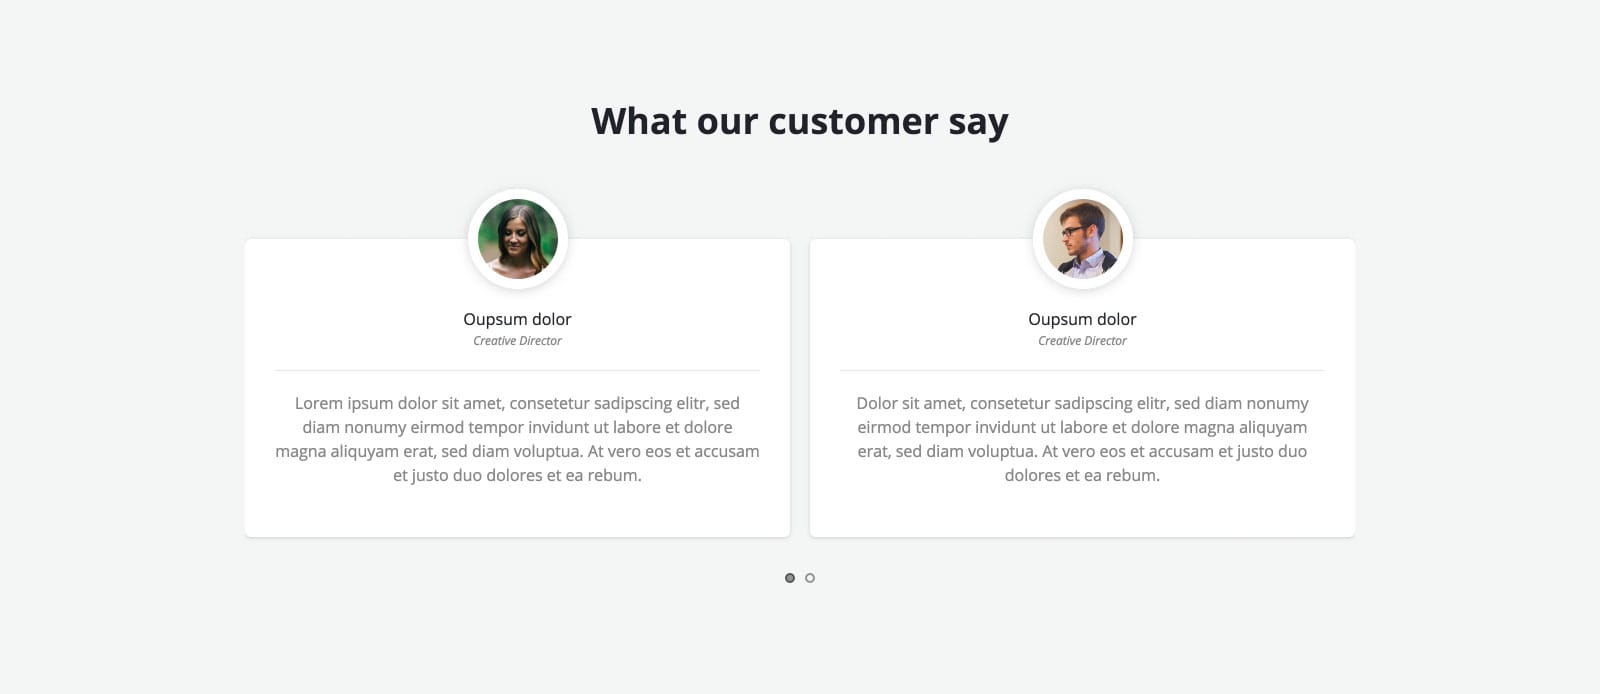 What our customer say
Oupsum dolor
Creative Director
Lorem ipsum dolor sit amet, consetetur sadipscing elitr, sed
diam nonumy eirmod tempor invidunt ut labore et dolore
magna aliquyam erat, sed diam voluptua. At vero eos et accusam
et justo duo dolores et ea rebum.
Oupsum dolor
Creative Director
Dolor sit amet, consetetur sadipscing elitr, sed diam nonumy
eirmod tempor invidunt ut labore et dolore magna aliquyam
erat, sed diam voluptua. At vero eos et accusam et justo duo
dolores et ea rebum.